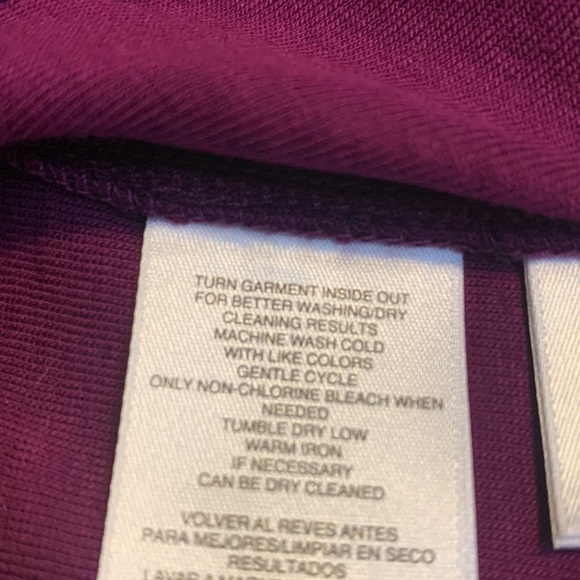 TURN GARMENT INSIDE OUT
FOR BETTER WASHING/DRY
CLEANING RESULTS
MACHINE WASH COLD
WITH LIKE COLORS
GENTLE CYCLE
ONLY NON-CHLORINE BLEACH WHEN
NEEDED
TUMBLE DRY LOW
WARM IRON
IF NECESSARY
CAN BE DRY CLEANED
VOLVER AL REVES ANTES
PARA MEJORES/LIMPIAR EN SECO
RESULTADOS
LAVAR A